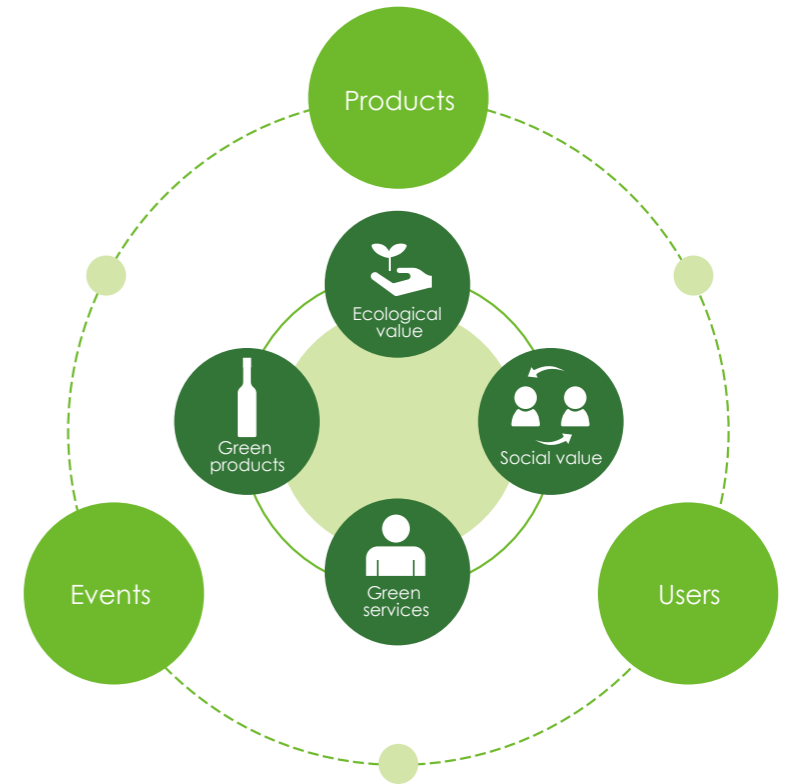 Products
Ecological
value
Green
products
Social value
Green
services
Events
Users